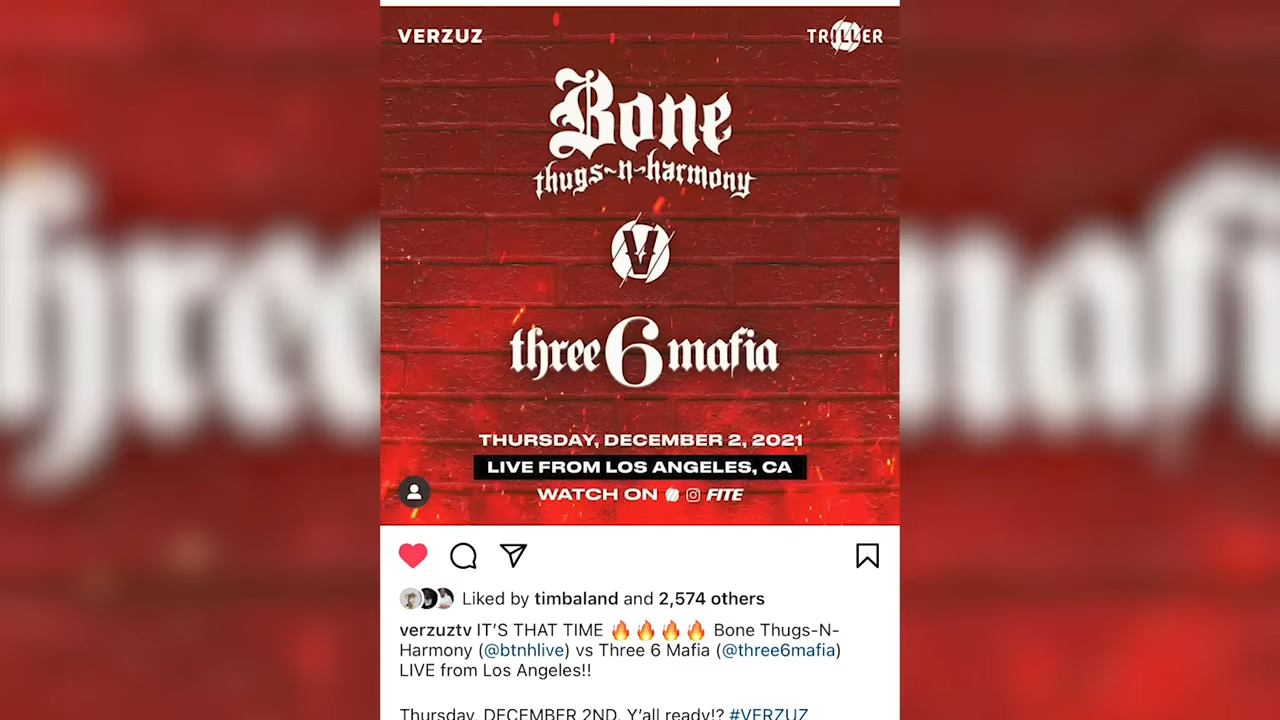 VERZUZ
TRILLER
Bone
thugs~n~harmony
V
three 6 mafia
THURSDAY, DECEMBER 2, 2021
LIVE FROM LOS ANGELES, CA
WATCH ON FITE
Liked by timbaland and 2,574 others
verzuztv IT'S THAT TIME 🔥🔥🔥🔥 Bone Thugs-N-
Harmony (@btnhlive) vs Three 6 Mafia (@three6mafia)
LIVE from Los Angeles!!
Thursday, DECEMBER 2ND. Y'all ready!? #VERZUZ